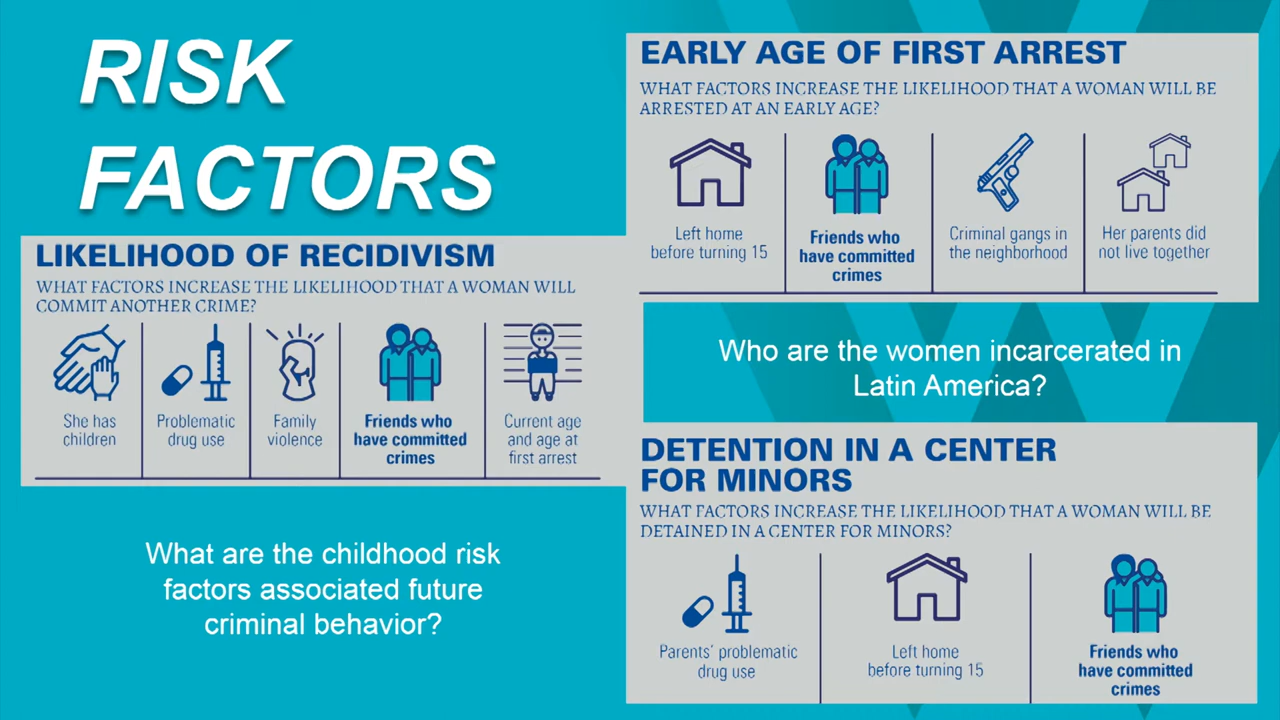 RISK
FACTORS
LIKELIHOOD OF RECIDIVISM
WHAT FACTORS INCREASE THE LIKELIHOOD THAT A WOMAN WILL
COMMIT ANOTHER CRIME?
She has
children
Problematic
drug use
Family
violence
Friends who
have committed
crimes
Current age
and age at
first arrest
What are the childhood risk
factors associated future
criminal behavior?
EARLY AGE OF FIRST ARREST
WHAT FACTORS INCREASE THE LIKELIHOOD THAT A WOMAN WILL BE
ARRESTED AT AN EARLY AGE?
Left home
before turning 15
Friends who
have committed
crimes
Criminal gangs in
the neighborhood
Her parents did
not live together
Who are the women incarcerated in
Latin America?
DETENTION IN A CENTER
FOR MINORS
WHAT FACTORS INCREASE THE LIKELIHOOD THAT A WOMAN WILL BE
DETAINED IN A CENTER FOR MINORS?
Parents' problematic
drug use
Left home
before turning 15
Friends who
have committed
crimes